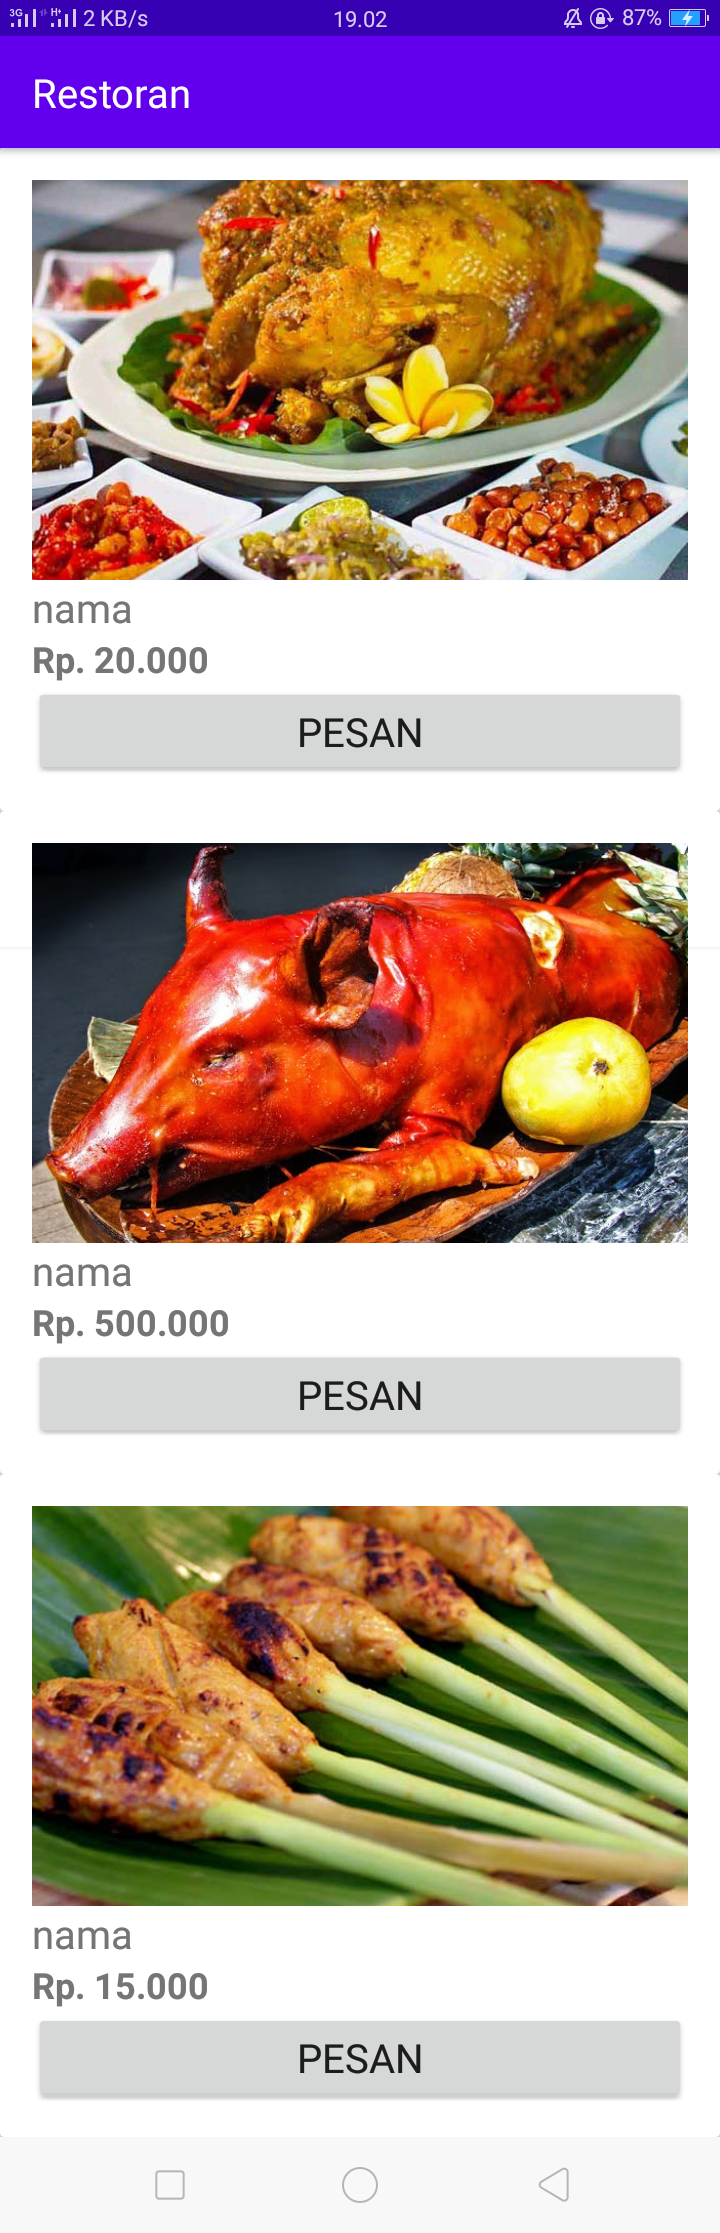 3G H+ 2 KB/s 19.02 87%
Restoran
nama
Rp. 20.000
PESAN
nama
Rp. 500.000
PESAN
nama
Rp. 15.000
PESAN